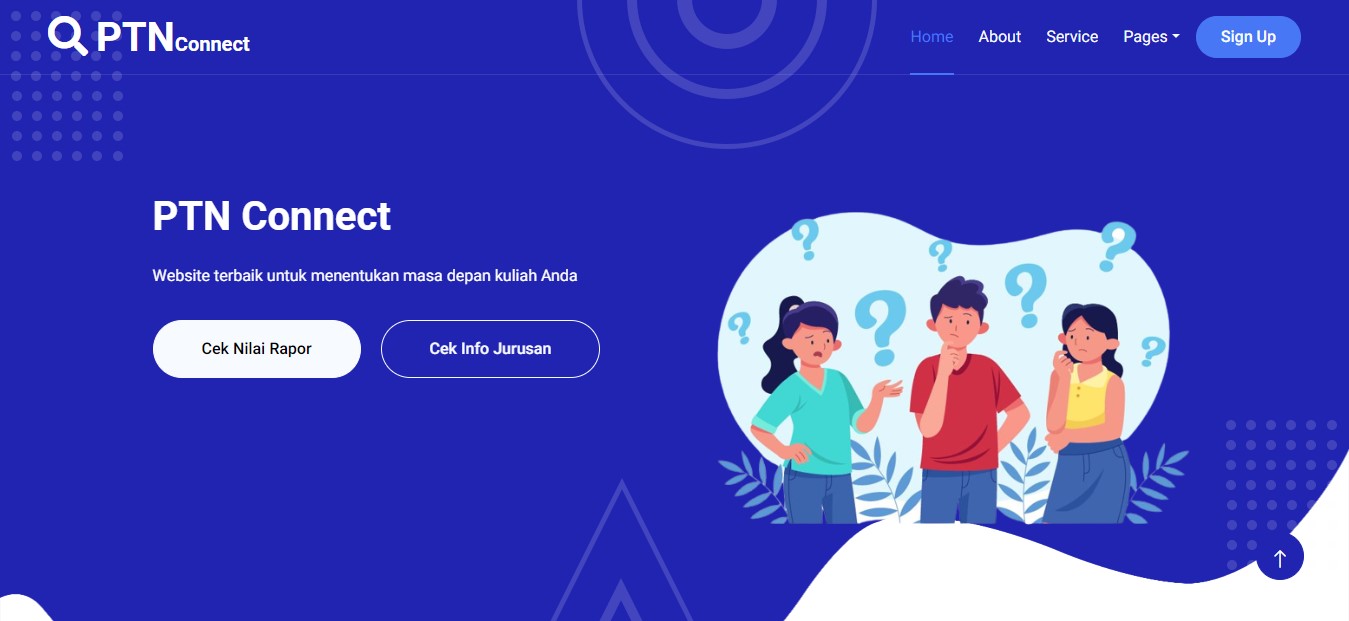 PTNConnect
Home About Service Pages Sign Up
PTN Connect
Website terbaik untuk menentukan masa depan kuliah Anda
Cek Nilai Rapor Cek Info Jurusan
? ? ? ? ? ? ?